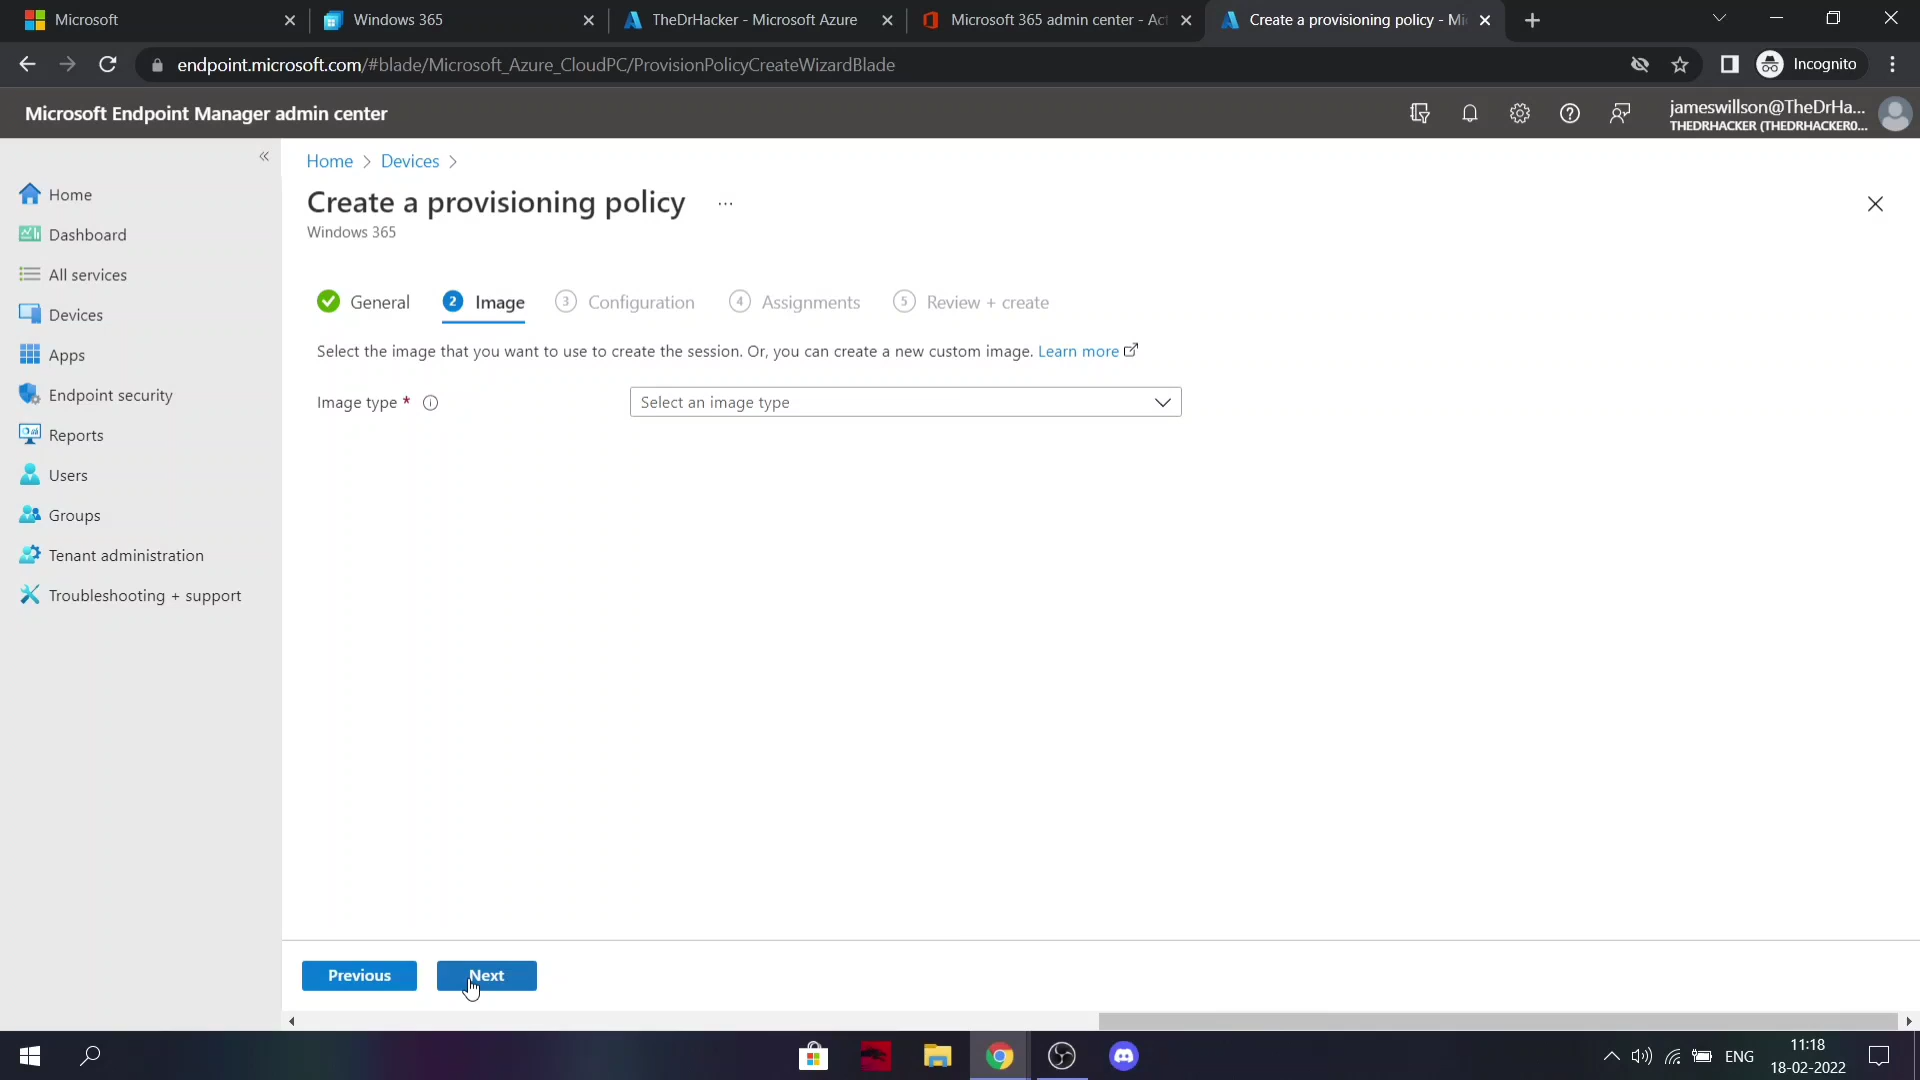 Microsoft
Windows 365
TheDrHacker - Microsoft Azure
Microsoft 365 admin center - Act
Create a provisioning policy - Mi
endpoint.microsoft.com/#blade/Microsoft_Azure_CloudPC/ProvisionPolicyCreateWizardBlade
Incognito
Microsoft Endpoint Manager admin center
jameswillson@TheDrHa...
THEDRHACKER (THEDRHACKER0...
Home > Devices >
Create a provisioning policy ...
Windows 365
Home
Dashboard
All services
Devices
Apps
Endpoint security
Reports
Users
Groups
Tenant administration
Troubleshooting + support
General
2 Image
3 Configuration
4 Assignments
5 Review + create
Select the image that you want to use to create the session. Or, you can create a new custom image. Learn more
Image type *
Select an image type
Previous
Next
ENG
11:18
18-02-2022